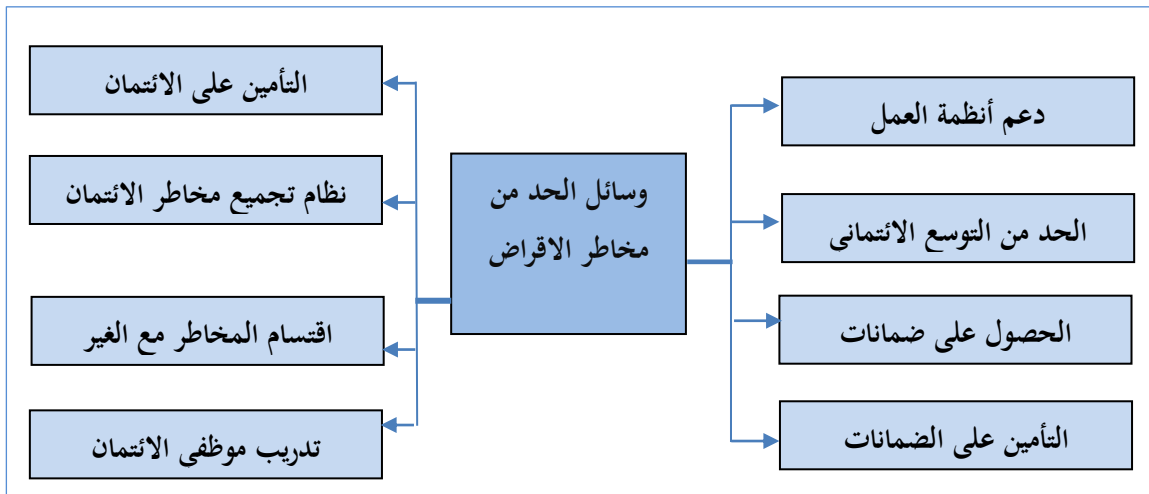 وسائل الحد من
مخاطر الاقراض
دعم أنظمة العمل
الحد من التوسع الائتمانى
الحصول على ضمانات
التأمين على الضمانات
التأمين على الائتمان
نظام تجميع مخاطر الائتمان
اقتسام المخاطر مع الغير
تدريب موظفى الائتمان